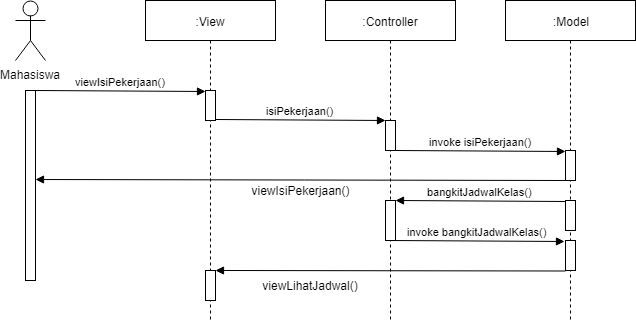 :View
:Controller
:Model
Mahasiswa
viewIsiPekerjaan()
isiPekerjaan()
invoke isiPekerjaan()
viewIsiPekerjaan()
bangkitJadwalKelas()
invoke bangkitJadwalKelas()
viewLihatJadwal()